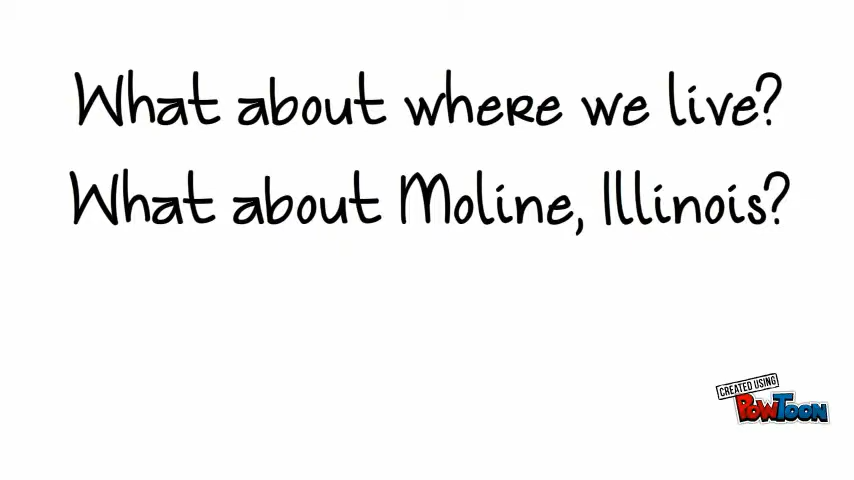 What about where we live?
What about Moline, Illinois?
CREATED USING
POWTOON